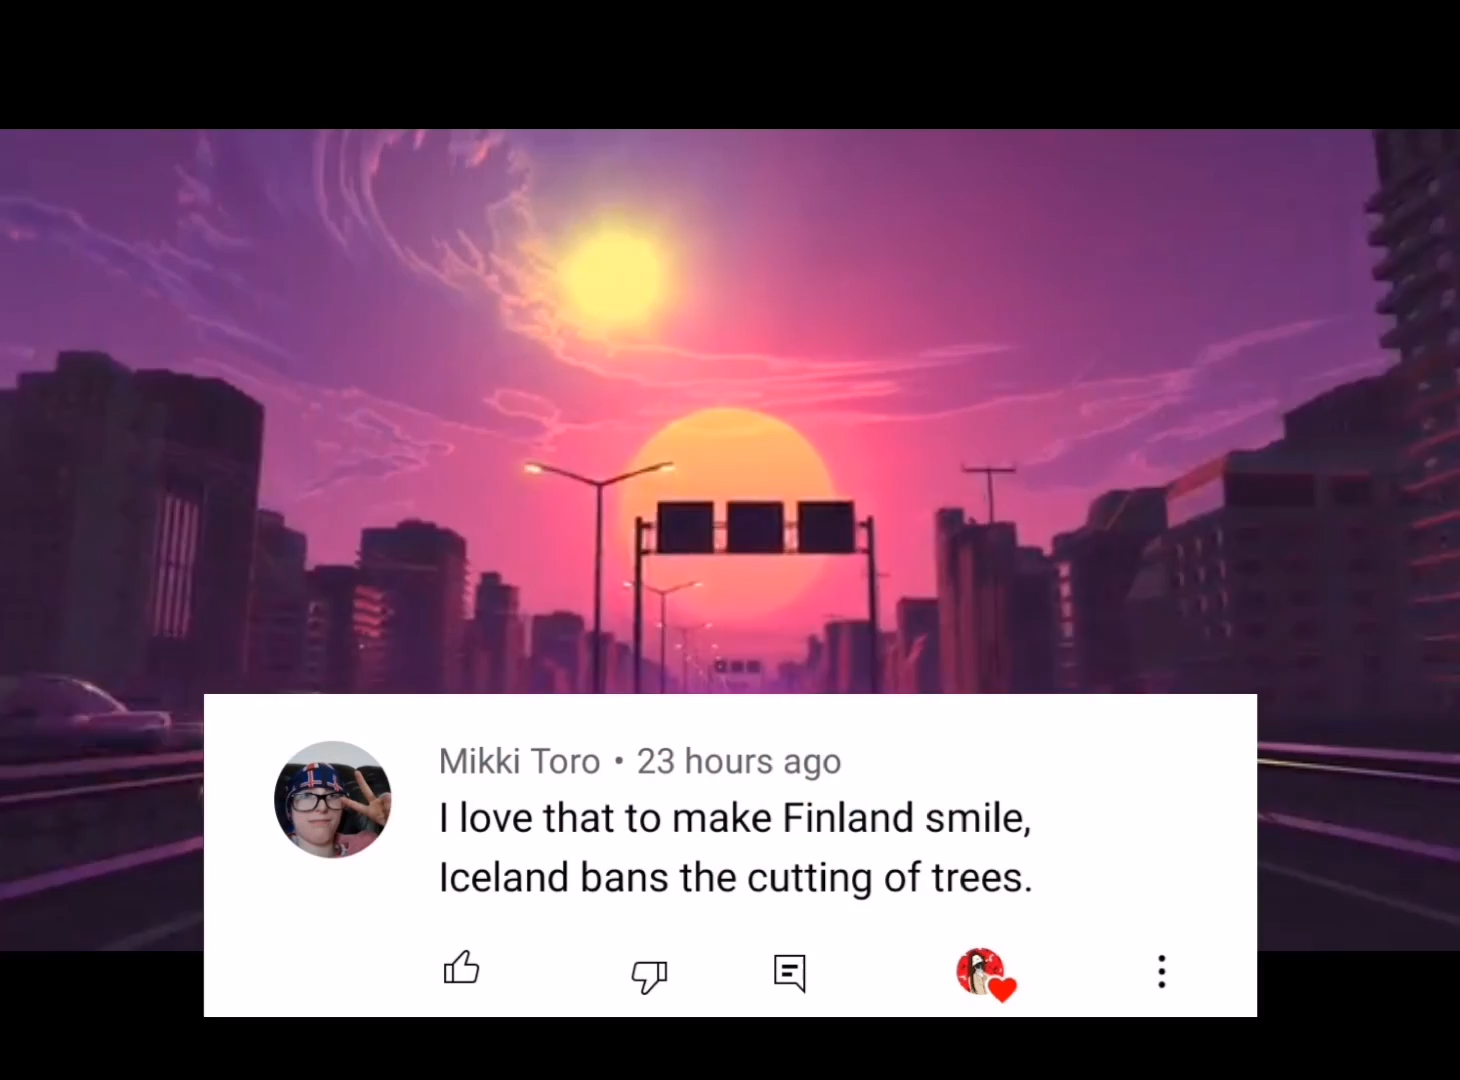 Mikki Toro • 23 hours ago
I love that to make Finland smile,
Iceland bans the cutting of trees.